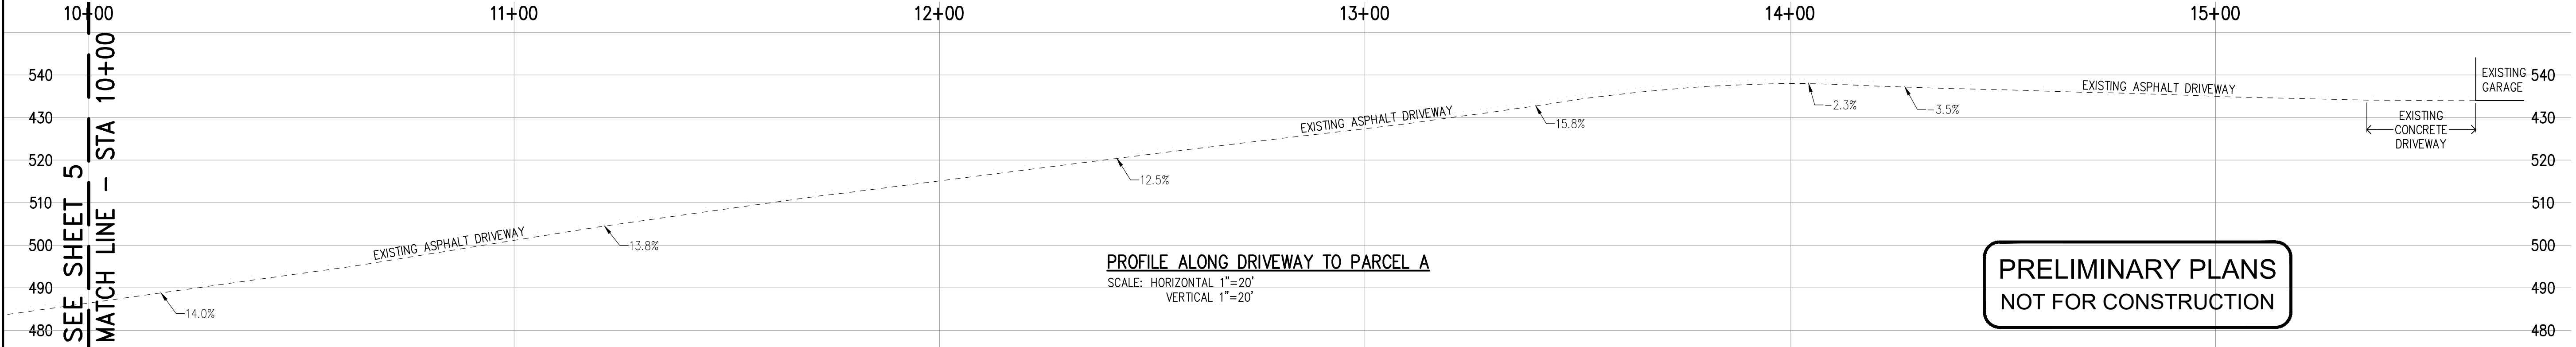 10+00 11+00 12+00 13+00 14+00 15+00
540
430
520
510
500
490
480
SEE SHEET 5
MATCH LINE - STA 10+00
EXISTING ASPHALT DRIVEWAY
14.0%
13.8%
12.5%
EXISTING ASPHALT DRIVEWAY
15.8%
-2.3%
-3.5%
EXISTING ASPHALT DRIVEWAY
EXISTING
CONCRETE
DRIVEWAY
EXISTING
GARAGE
540
430
520
510
500
490
480
PROFILE ALONG DRIVEWAY TO PARCEL A
SCALE: HORIZONTAL 1"=20'
VERTICAL 1"=20'
PRELIMINARY PLANS
NOT FOR CONSTRUCTION